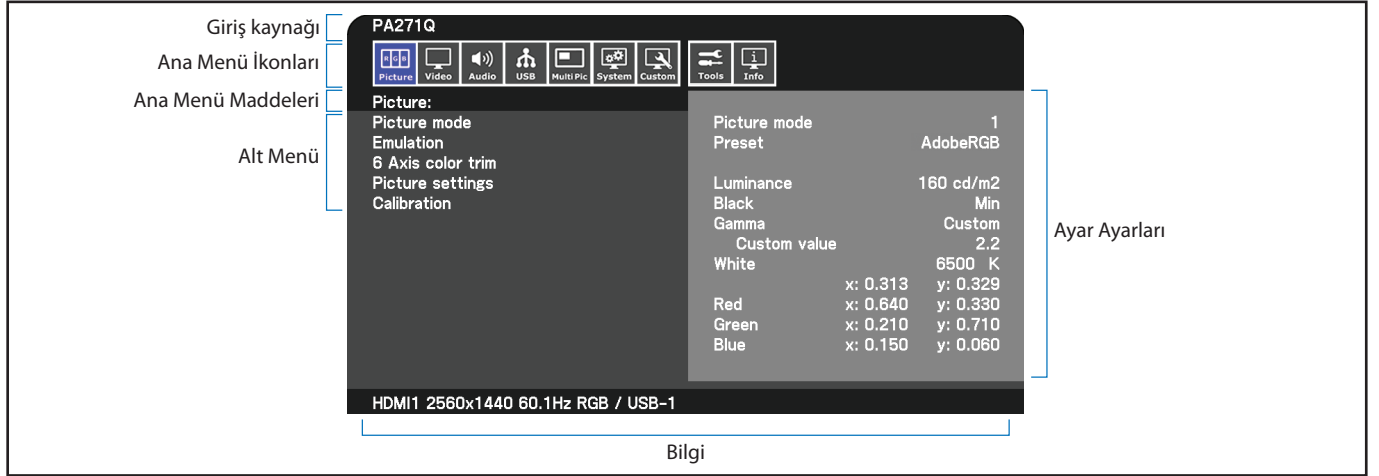 Giriş kaynağı
PA271Q
Ana Menü İkonları
R G B
Picture Video Audio USB MultiPic System Custom Tools Info
Ana Menü Maddeleri
Picture:
Alt Menü
Picture mode
Emulation
6 Axis color trim
Picture settings
Calibration
Picture mode 1
Preset AdobeRGB
Luminance 160 cd/m2
Black Min
Gamma Custom
Custom value 2.2
White 6500 K
x: 0.313 y: 0.329
Red x: 0.640 y: 0.330
Green x: 0.210 y: 0.710
Blue x: 0.150 y: 0.060
Ayar Ayarları
HDMI1 2560x1440 60.1Hz RGB / USB-1
Bilgi